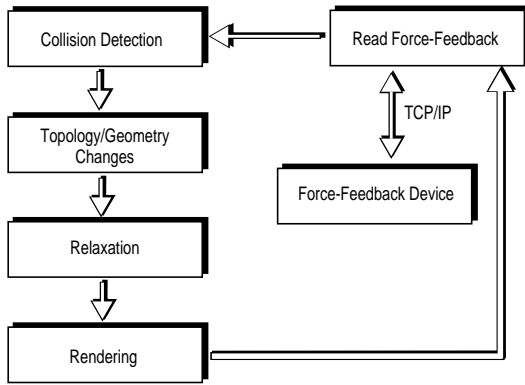 Collision Detection
Read Force-Feedback
TCP/IP
Topology/Geometry
Changes
Force-Feedback Device
Relaxation
Rendering